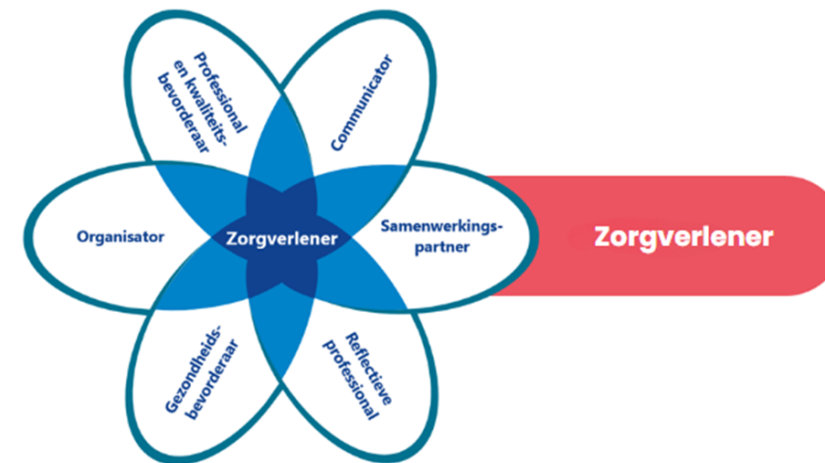 Professional
en kwaliteits-
bevorderaar
Communicator
Organisator
Zorgverlener
Samenwerkings-
partner
Zorgverlener
Gezondheids-
bevorderaar
Reflectieve
professional